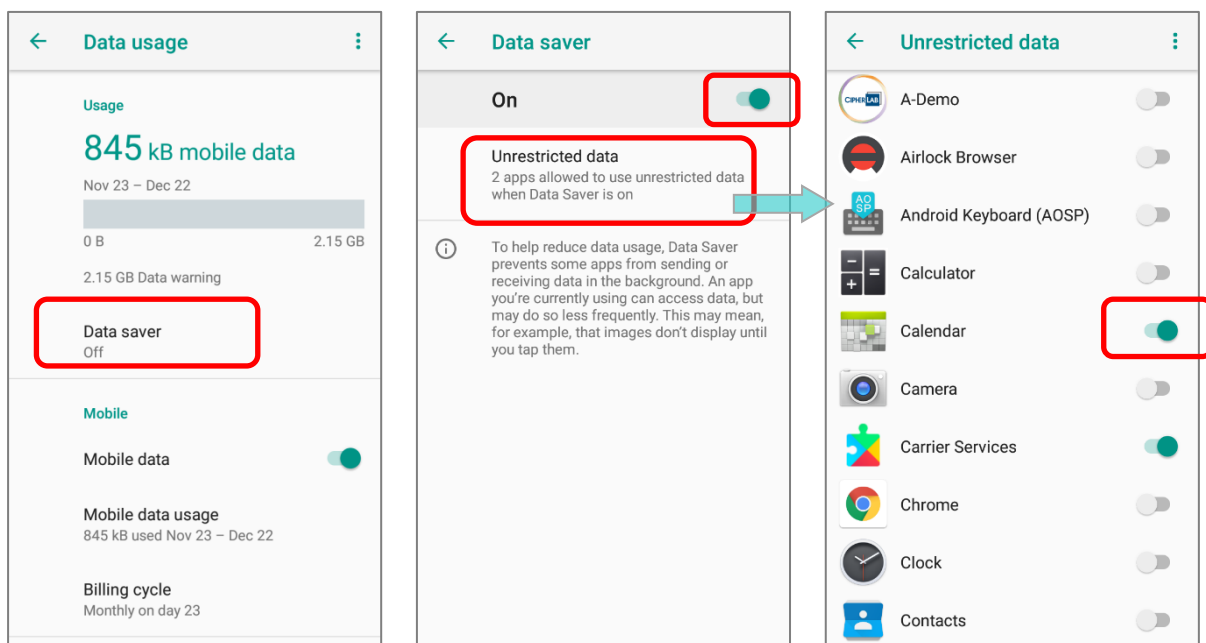 Data usage
Usage
845 kB mobile data
Nov 23 – Dec 22
0 B 2.15 GB
2.15 GB Data warning
Data saver
Off
Mobile
Mobile data
Mobile data usage
845 kB used Nov 23 – Dec 22
Billing cycle
Monthly on day 23
Data saver
On
Unrestricted data
2 apps allowed to use unrestricted data
when Data Saver is on
To help reduce data usage, Data Saver
prevents some apps from sending or
receiving data in the background. An app
you're currently using can access data, but
may do so less frequently. This may mean,
for example, that images don't display until
you tap them.
Unrestricted data
CIPHERLAB
A-Demo
Airlock Browser
AO
SP
Android Keyboard (AOSP)
Calculator
Calendar
Camera
Carrier Services
Chrome
Clock
Contacts